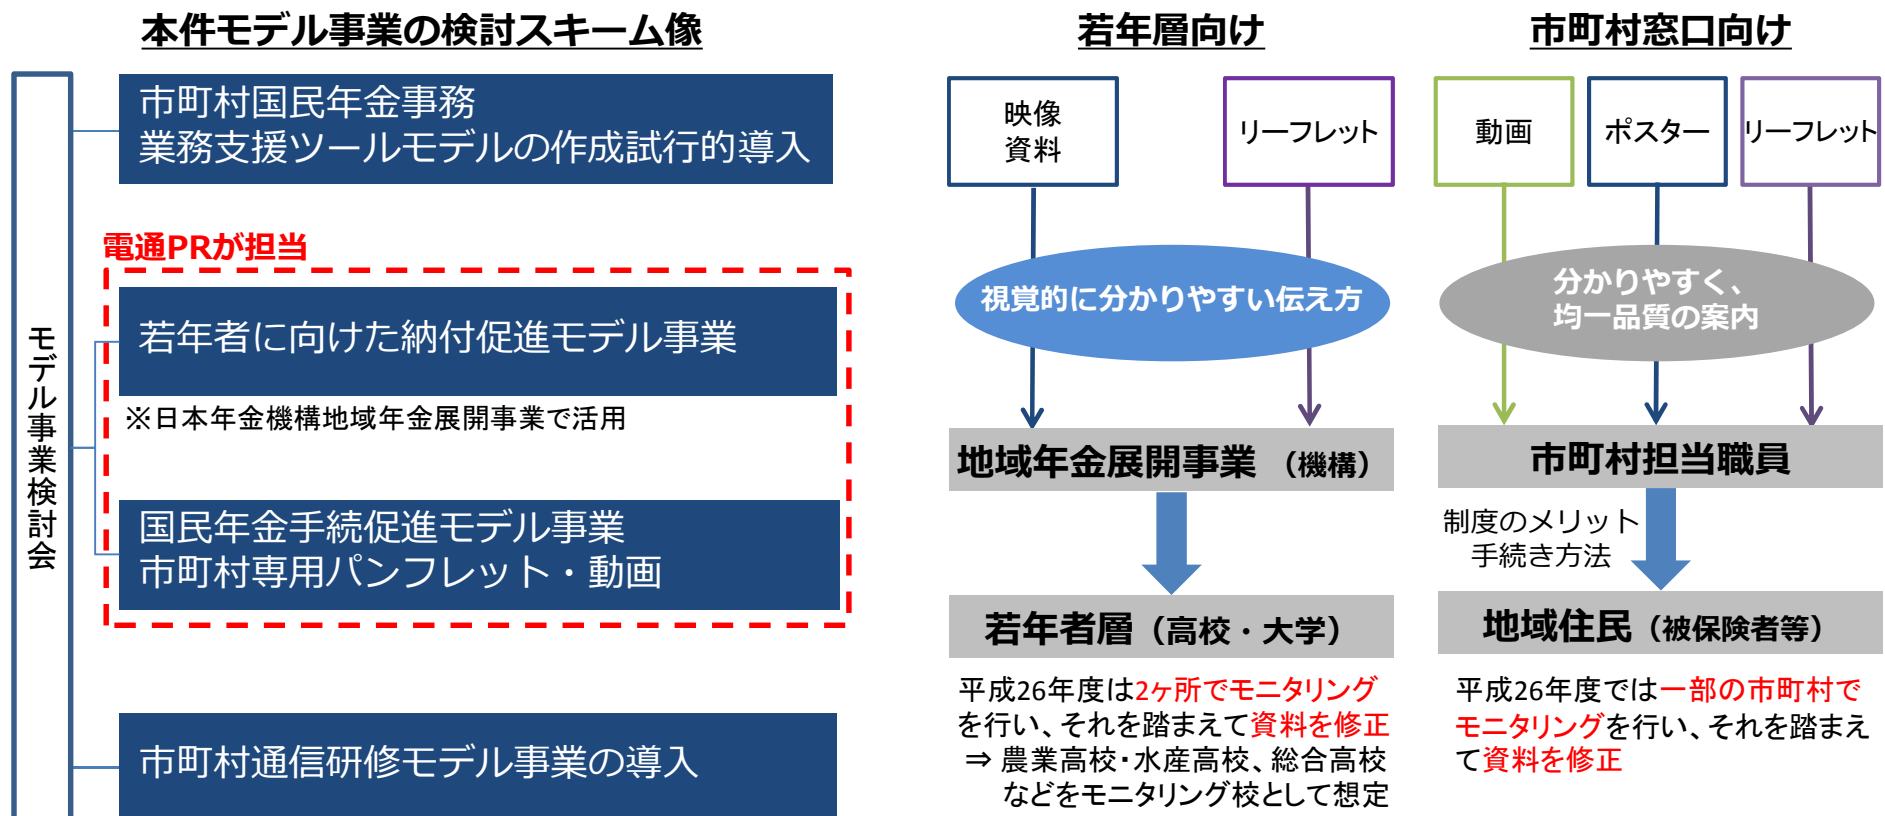 本件モデル事業の検討スキーム像
モデル事業検討会
市町村国民年金事務
業務支援ツールモデルの作成試行的導入
電通PRが担当
若年者に向けた納付促進モデル事業
※日本年金機構地域年金展開事業で活用
国民年金手続促進モデル事業
市町村専用パンフレット・動画
市町村通信研修モデル事業の導入
若年層向け
映像
資料
リーフレット
視覚的に分かりやすい伝え方
地域年金展開事業 （機構）
若年者層（高校・大学）
平成26年度は2ヶ所でモニタリング
を行い、それを踏まえて資料を修正
⇒ 農業高校・水産高校、総合高校
などをモニタリング校として想定
市町村窓口向け
動画
ポスター
リーフレット
分かりやすく、
均一品質の案内
市町村担当職員
制度のメリット
手続き方法
地域住民（被保険者等）
平成26年度では一部の市町村で
モニタリングを行い、それを踏まえ
て資料を修正